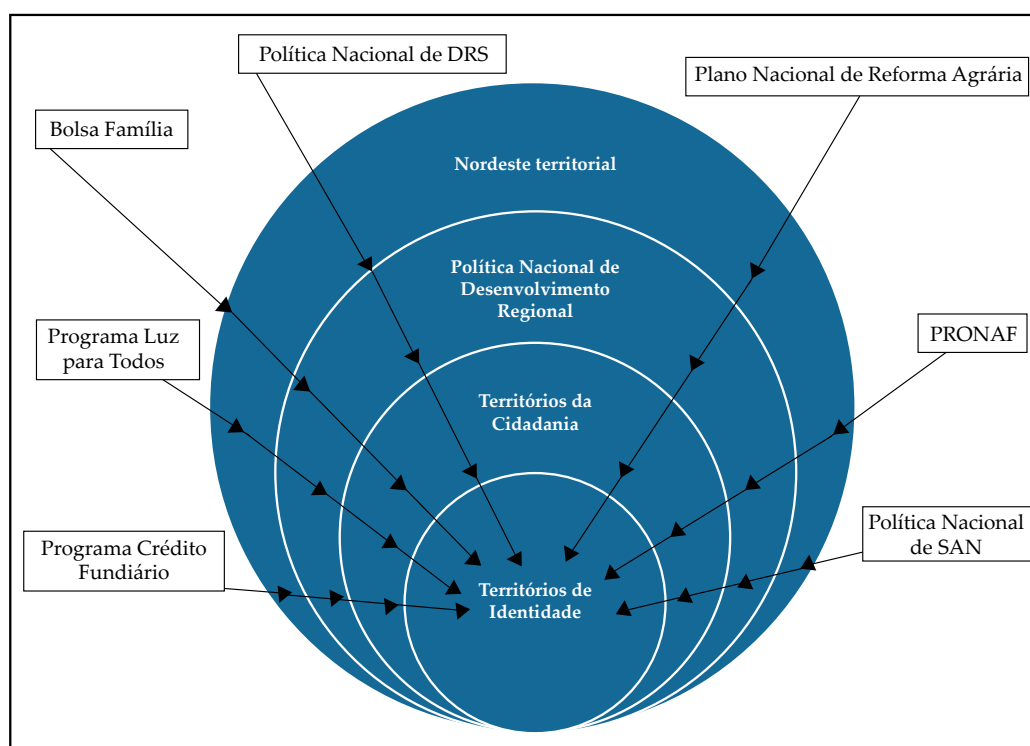 Política Nacional de DRS
Plano Nacional de Reforma Agrária
Bolsa Família
Nordeste territorial
Política Nacional de
Desenvolvimento
Regional
Programa Luz
para Todos
PRONAF
Territórios da
Cidadania
Política Nacional
de SAN
Programa Crédito
Fundiário
Territórios de
Identidade